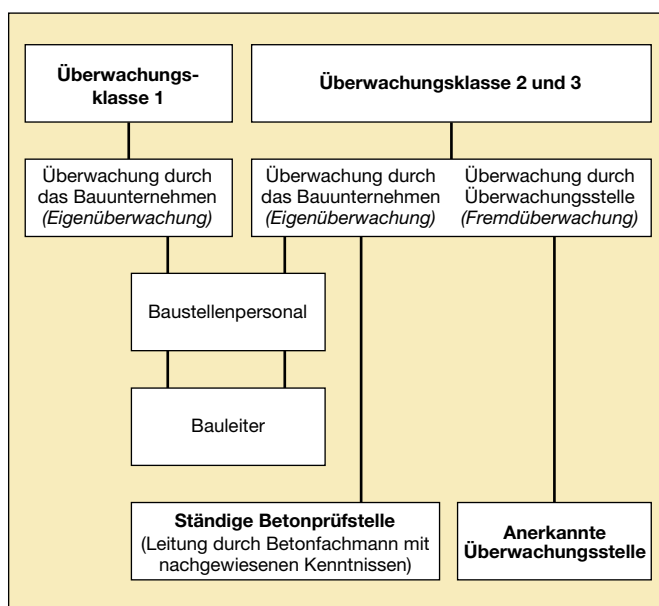 Überwachungs-
klasse 1
Überwachungsklasse 2 und 3
Überwachung durch
das Bauunternehmen
(Eigenüberwachung)
Überwachung durch
das Bauunternehmen
(Eigenüberwachung)
Überwachung durch
Überwachungsstelle
(Fremdüberwachung)
Baustellenpersonal
Bauleiter
Ständige Betonprüfstelle
(Leitung durch Betonfachmann mit
nachgewiesenen Kenntnissen)
Anerkannte
Überwachungsstelle